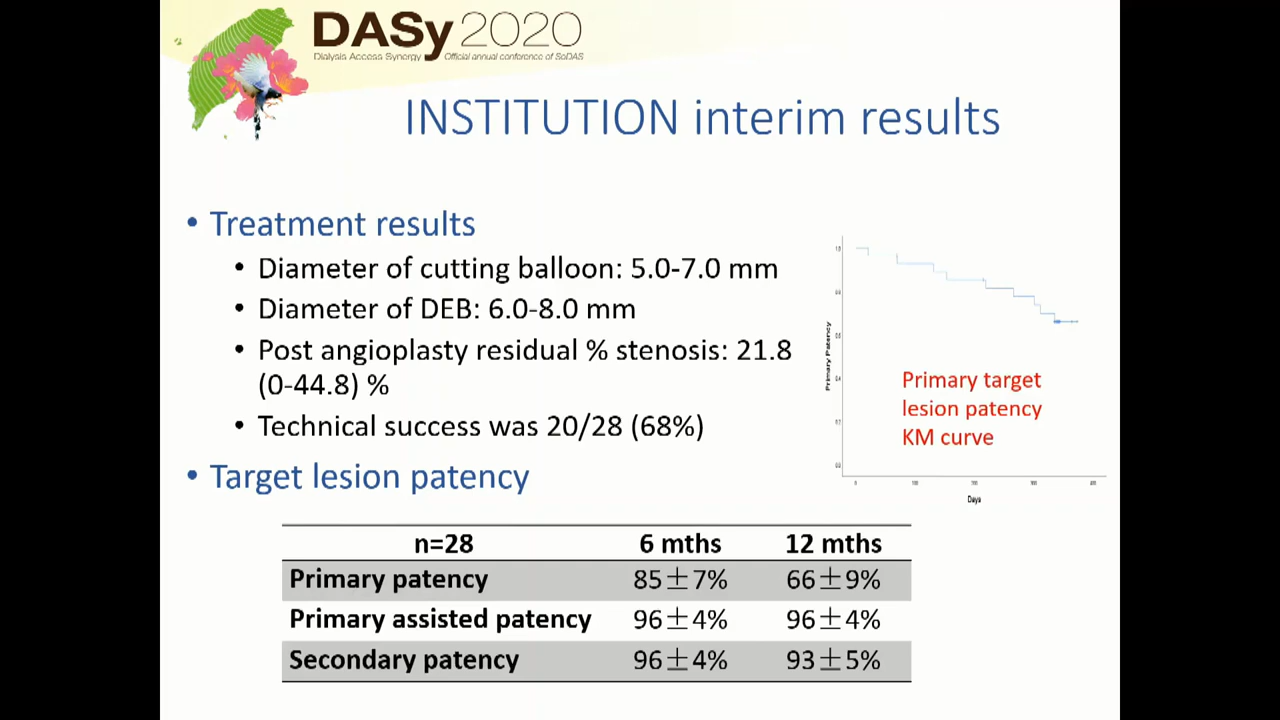 DASy 2020
Dialysis Access Synergy Official annual conference of SoDAS
INSTITUTION interim results
• Treatment results
• Diameter of cutting balloon: 5.0-7.0 mm
• Diameter of DEB: 6.0-8.0 mm
• Post angioplasty residual % stenosis: 21.8
(0-44.8) %
• Technical success was 20/28 (68%)
• Target lesion patency
Primary Patency
Primary target
lesion patency
KM curve
Days
n=28 6 mths 12 mths
Primary patency 85±7% 66±9%
Primary assisted patency 96±4% 96±4%
Secondary patency 96±4% 93±5%